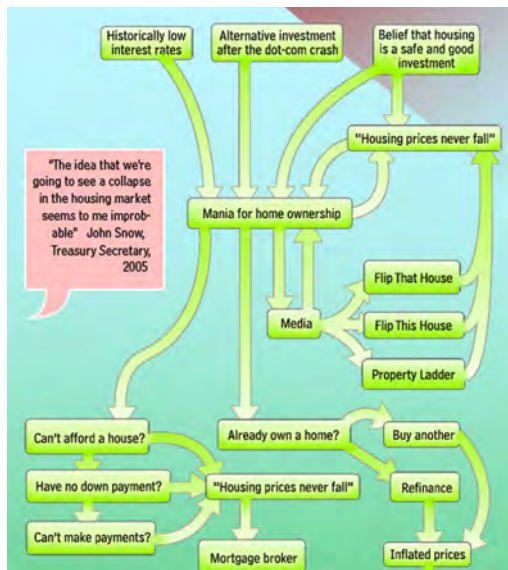 Historically low
interest rates
Alternative investment
after the dot-com crash
Belief that housing
is a safe and good
investment
"Housing prices never fall"
"The idea that we're
going to see a collapse
in the housing market
seems to me improb-
able" John Snow,
Treasury Secretary,
2005
Mania for home ownership
Flip That House
Media
Flip This House
Property Ladder
Can't afford a house?
Already own a home?
Buy another
Have no down payment?
"Housing prices never fall"
Refinance
Can't make payments?
Mortgage broker
Inflated prices